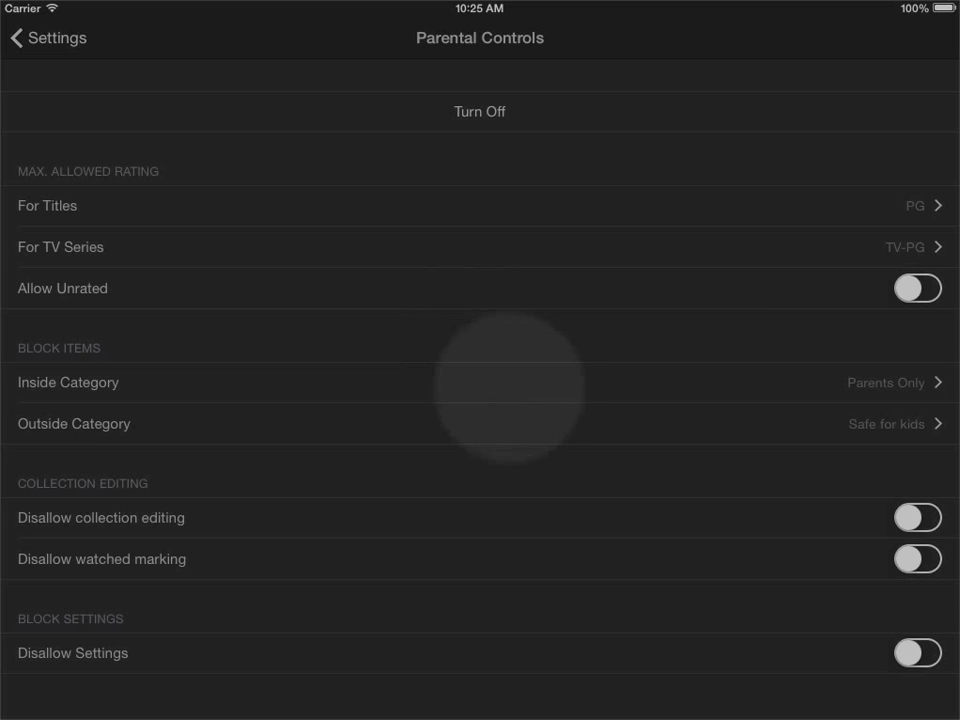 Carrier 10:25 AM 100%
Settings Parental Controls
Turn Off
MAX. ALLOWED RATING
For Titles PG
For TV Series TV-PG
Allow Unrated
BLOCK ITEMS
Inside Category Parents Only
Outside Category Safe for kids
COLLECTION EDITING
Disallow collection editing
Disallow watched marking
BLOCK SETTINGS
Disallow Settings